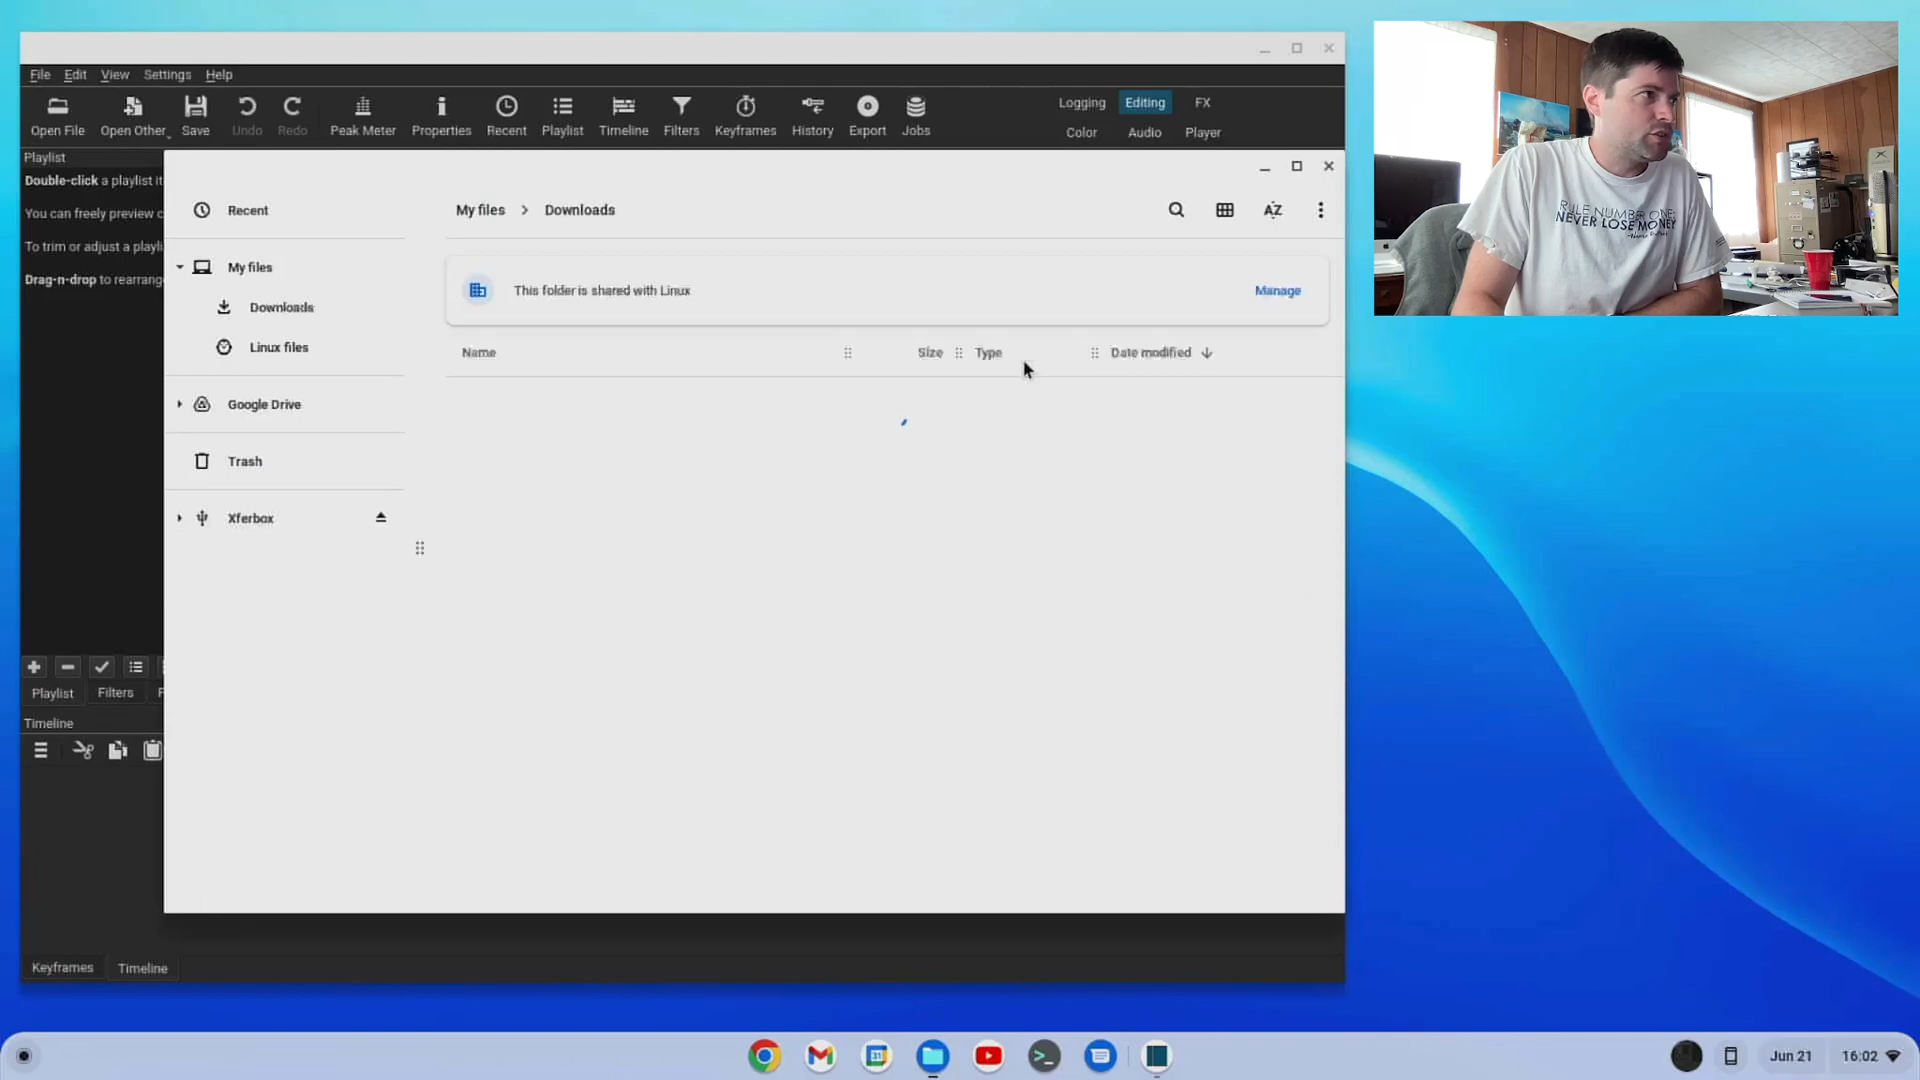 File Edit View Settings Help
Open File Open Other Save Undo Redo Peak Meter Properties Recent Playlist Timeline Filters Keyframes History Export Jobs
Logging Editing FX
Color Audio Player
Playlist
Double-click a playlist it
You can freely preview c
To trim or adjust a playli
Drag-n-drop to rearrang
Recent
My files
Downloads
Linux files
Google Drive
Trash
Xferbox
My files > Downloads
AZ
This folder is shared with Linux
Manage
Name Size Type Date modified
Playlist Filters P
Timeline
Keyframes Timeline
RULE NUMBER ONE:
NEVER LOSE MONEY
31
Jun 21 16:02